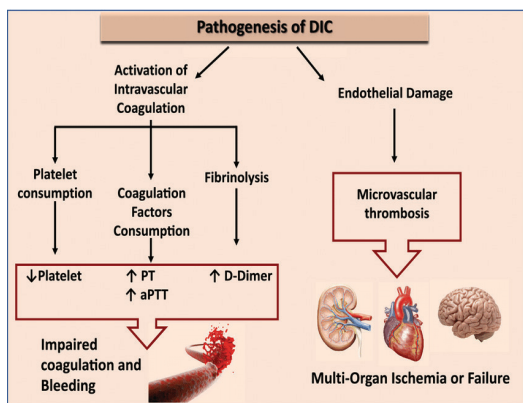 Pathogenesis of DIC
Activation of
Intravascular
Coagulation
Endothelial Damage
Platelet
consumption
Coagulation
Factors
Consumption
Fibrinolysis
Microvascular
thrombosis
↓Platelet
↑ PT
↑ aPTT
↑ D-Dimer
Impaired
coagulation and
Bleeding
Multi-Organ Ischemia or Failure